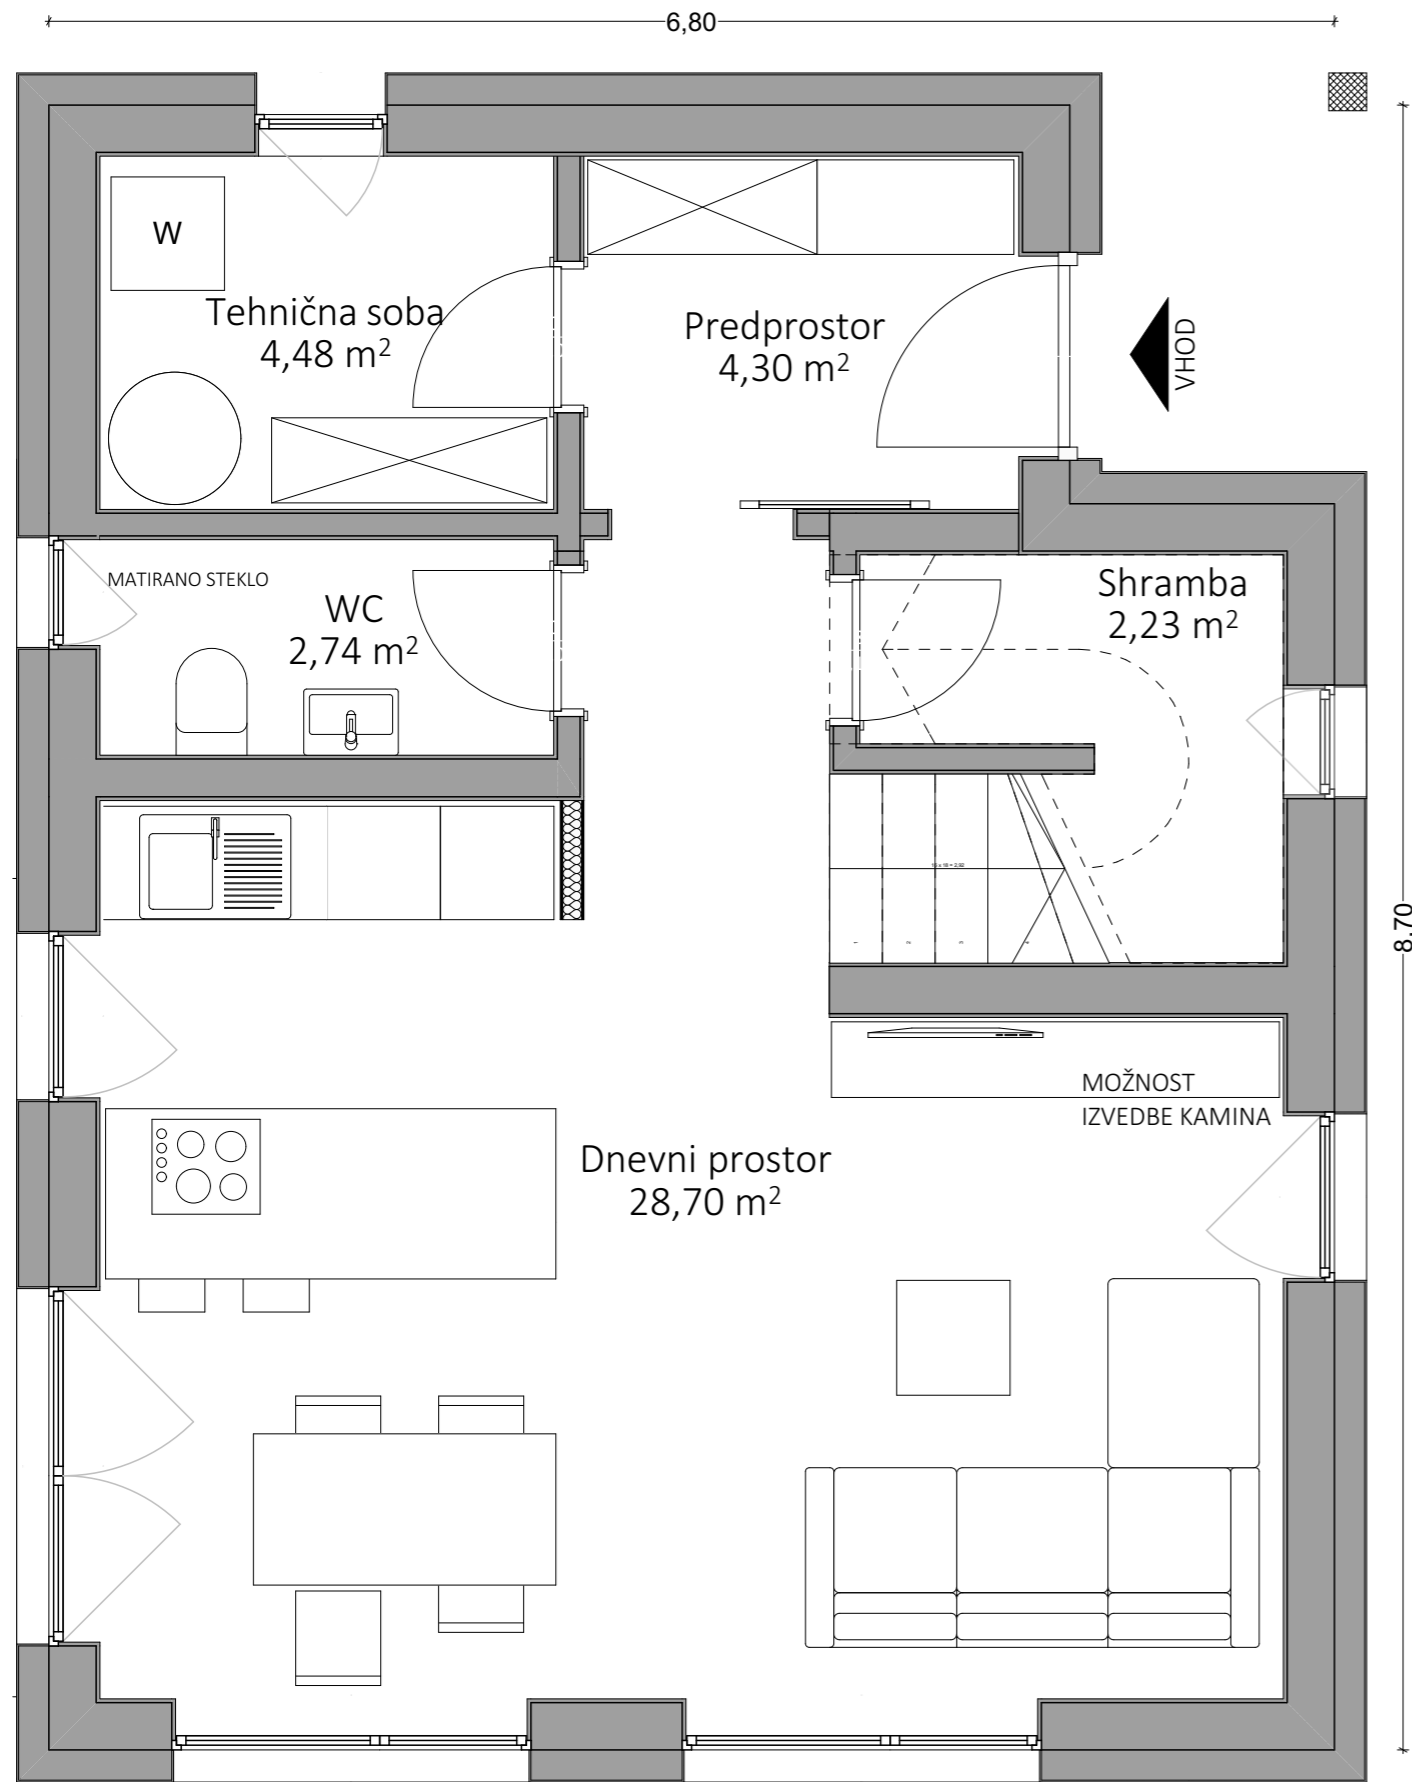 6,80
W
Tehnična soba
4,48 m²
Predprostor
4,30 m²
VHOD
MATIRANO STEKLO
WC
2,74 m²
Shramba
2,23 m²
8,70
MOŽNOST
IZVEDBE KAMINA
Dnevni prostor
28,70 m²